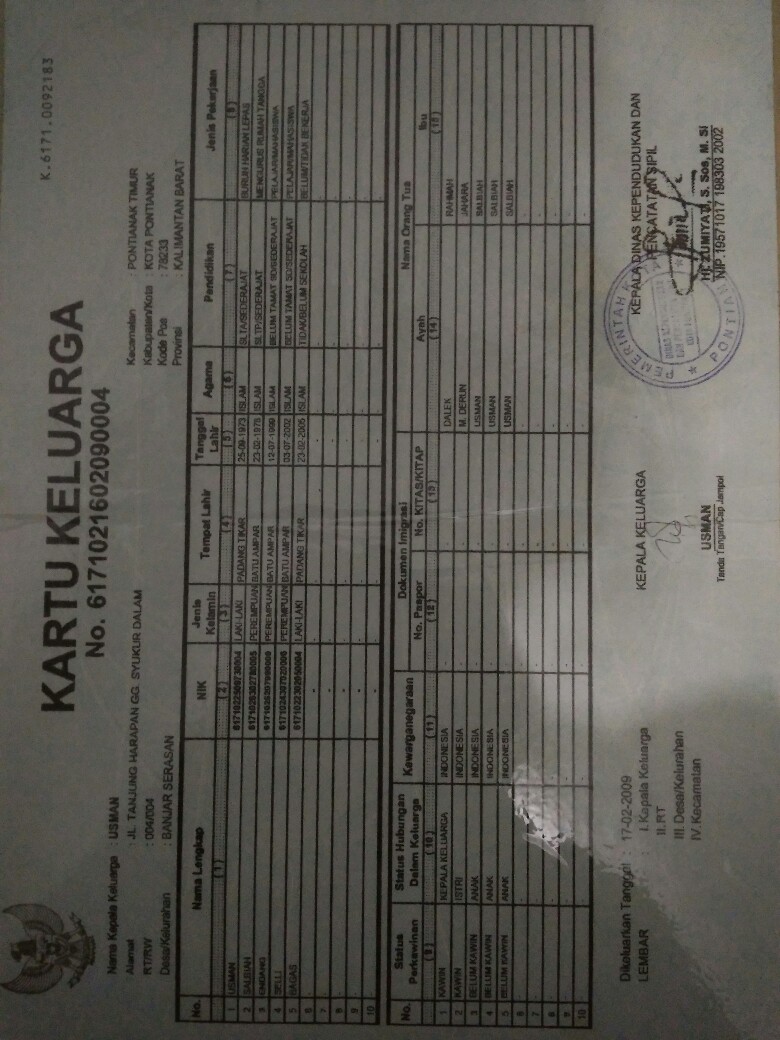 K.6171.0092183
KARTU KELUARGA
No. 6171021602090004
Nama Kepala Keluarga : USMAN
Alamat : JL. TANJUNG HARAPAN GG. SYUKUR DALAM
RT/RW : 004/004
Desa/Kelurahan : BANJAR SERASAN
Kecamatan : PONTIANAK TIMUR
Kabupaten/Kota : KOTA PONTIANAK
Kode Pos : 78233
Provinsi : KALIMANTAN BARAT
No. Nama Lengkap NIK Jenis Kelamin Tempat Lahir Tanggal Lahir Agama Pendidikan Jenis Pekerjaan
(1) (2) (3) (4) (5) (6) (7) (8)
1 USMAN 6171022509730004 LAKI-LAKI PADANG TIKAR 25-09-1973 ISLAM SLTA/SEDERAJAT BURUH HARIAN LEPAS
2 SALBIAH PEREMPUAN BATU AMPAR ISLAM SLTP/SEDERAJAT MENGURUS RUMAH TANGGA
3 ENDANG PEREMPUAN BATU AMPAR 12-07-1999 ISLAM BELUM TAMAT SD/SEDERAJAT PELAJAR/MAHASISWA
4 SELLI PEREMPUAN BATU AMPAR 03-07-2002 ISLAM BELUM TAMAT SD/SEDERAJAT PELAJAR/MAHASISWA
5 BAGAS 6171022302050004 LAKI-LAKI PADANG TIKAR 23-02-2005 ISLAM TIDAK/BELUM SEKOLAH BELUM/TIDAK BEKERJA
6
7
8
9
10
No. Status Perkawinan Status Hubungan Dalam Keluarga Kewarganegaraan Dokumen Imigrasi Nama Orang Tua
No. Paspor No. KITAS/KITAP Ayah Ibu
(9) (10) (11) (12) (13) (14) (15)
1 KAWIN KEPALA KELUARGA INDONESIA DALEK RAHMAH
2 KAWIN ISTRI INDONESIA M. DERUN JAHARA
3 BELUM KAWIN ANAK INDONESIA USMAN SALBIAH
4 BELUM KAWIN ANAK INDONESIA USMAN SALBIAH
5 BELUM KAWIN ANAK INDONESIA USMAN SALBIAH
6
7
8
9
10
Dikeluarkan Tanggal : 17-02-2009
LEMBAR : I. Kepala Keluarga
II. RT
III. Desa/Kelurahan
IV. Kecamatan
KEPALA KELUARGA
USMAN
Tanda Tangan/Cap Jempol
KEPALA DINAS KEPENDUDUKAN DAN
PENCATATAN SIPIL
PEMERINTAH
PONTIANAK
Hj. ZUMIYATI, S. Sos, M. Si
NIP.19571017 198303 2002